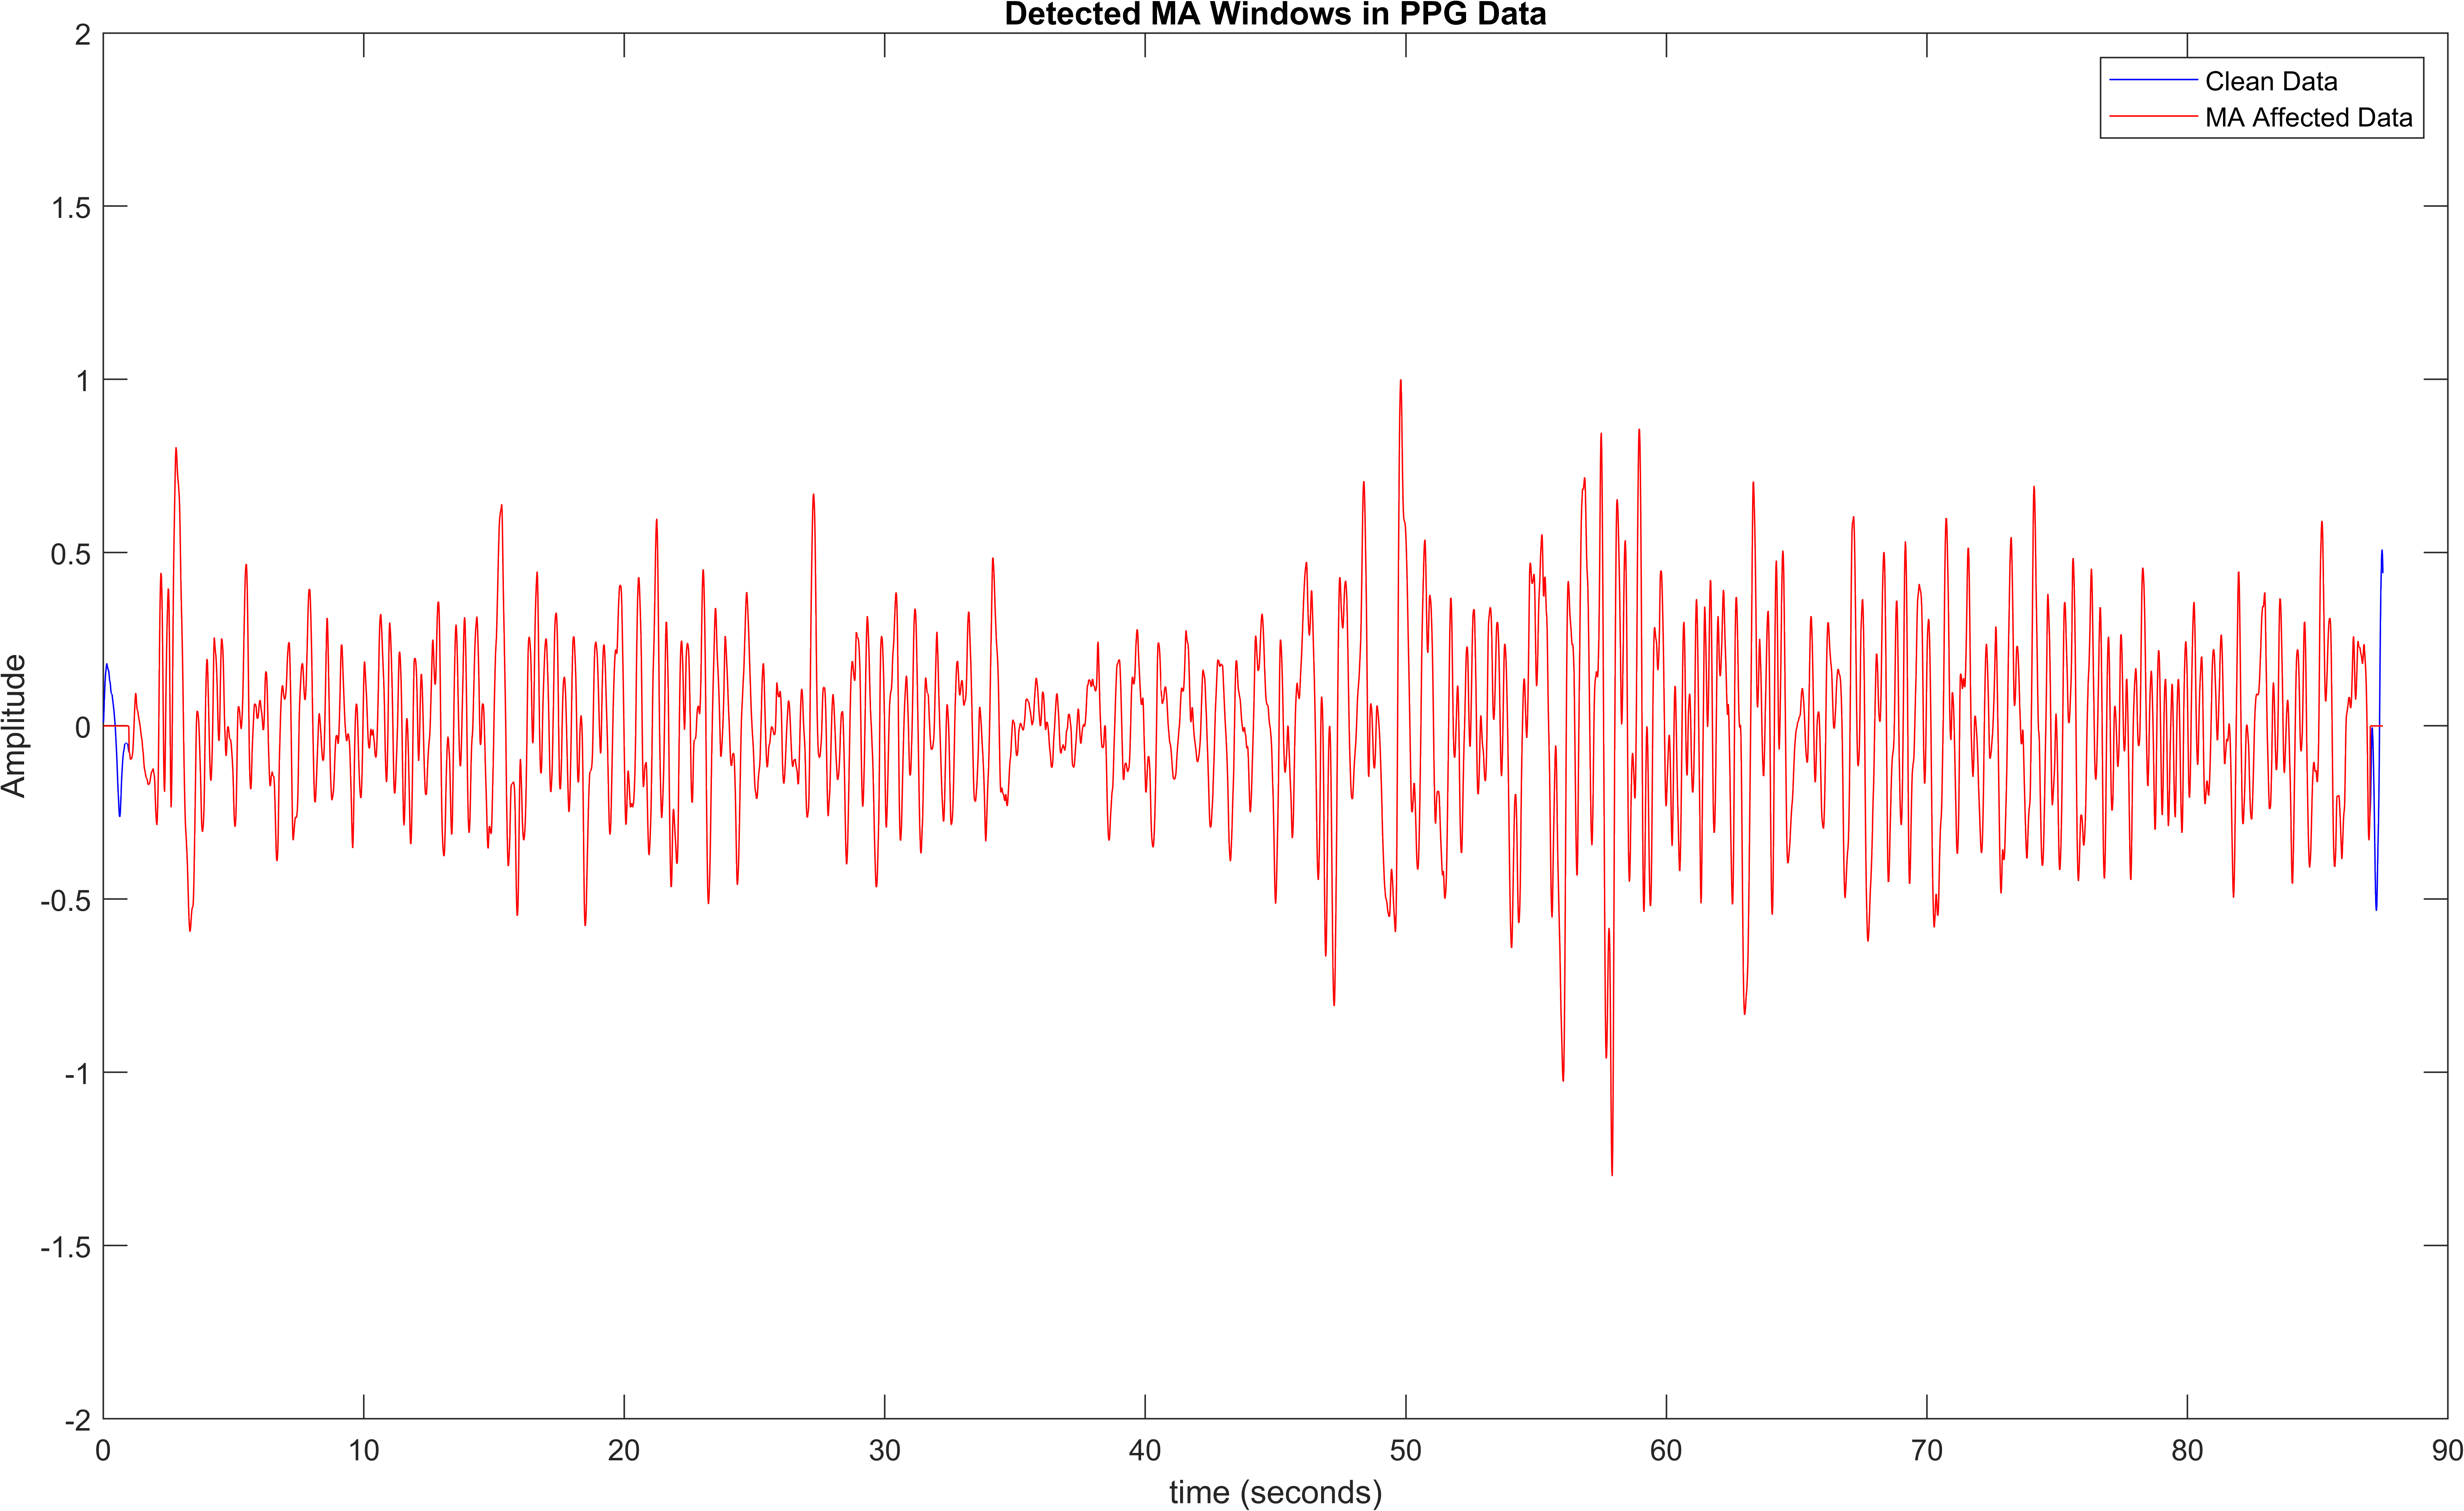 Detected MA Windows in PPG Data
Clean Data
MA Affected Data
2
1.5
1
0.5
0
-0.5
-1
-1.5
-2
Amplitude
0 10 20 30 40 50 60 70 80 90
time (seconds)